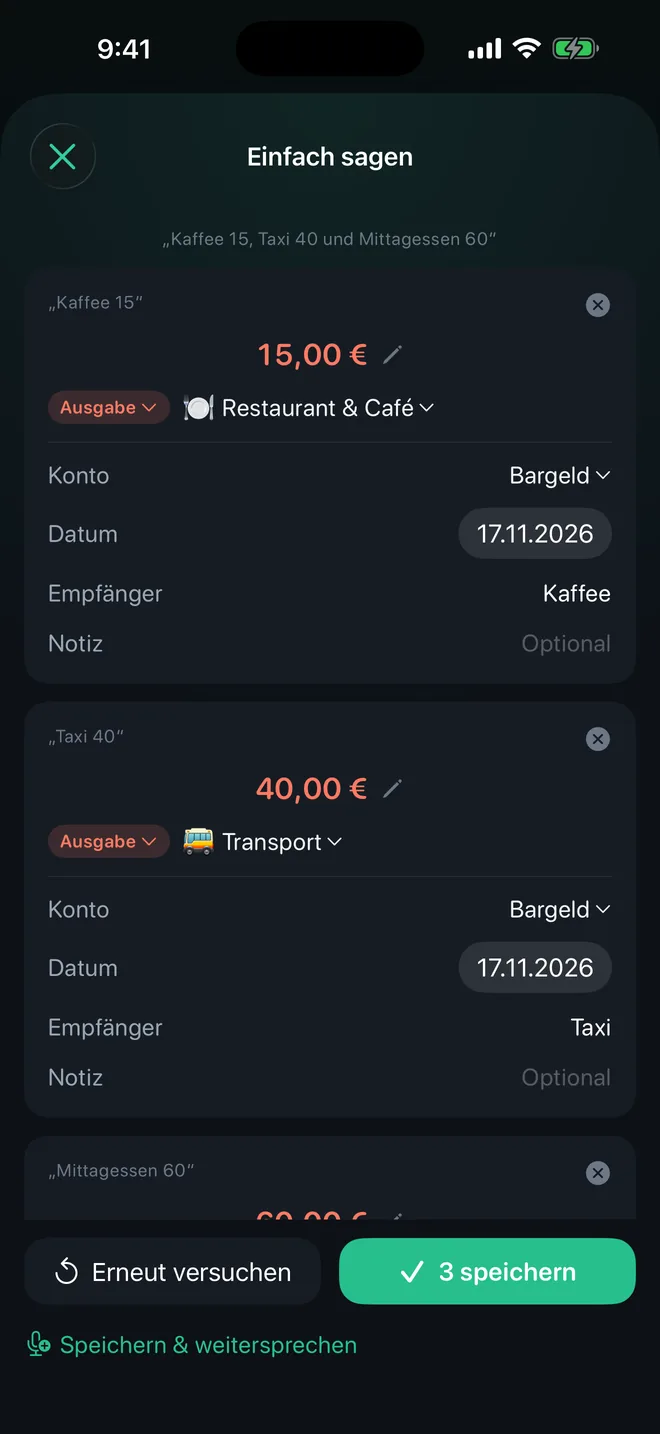 9:41
Einfach sagen
„Kaffee 15, Taxi 40 und Mittagessen 60“
„Kaffee 15“
15,00 €
Ausgabe Restaurant & Café
Konto Bargeld
Datum 17.11.2026
Empfänger Kaffee
Notiz Optional
„Taxi 40“
40,00 €
Ausgabe Transport
Konto Bargeld
Datum 17.11.2026
Empfänger Taxi
Notiz Optional
„Mittagessen 60“
60,00 €
Erneut versuchen 3 speichern
Speichern & weitersprechen